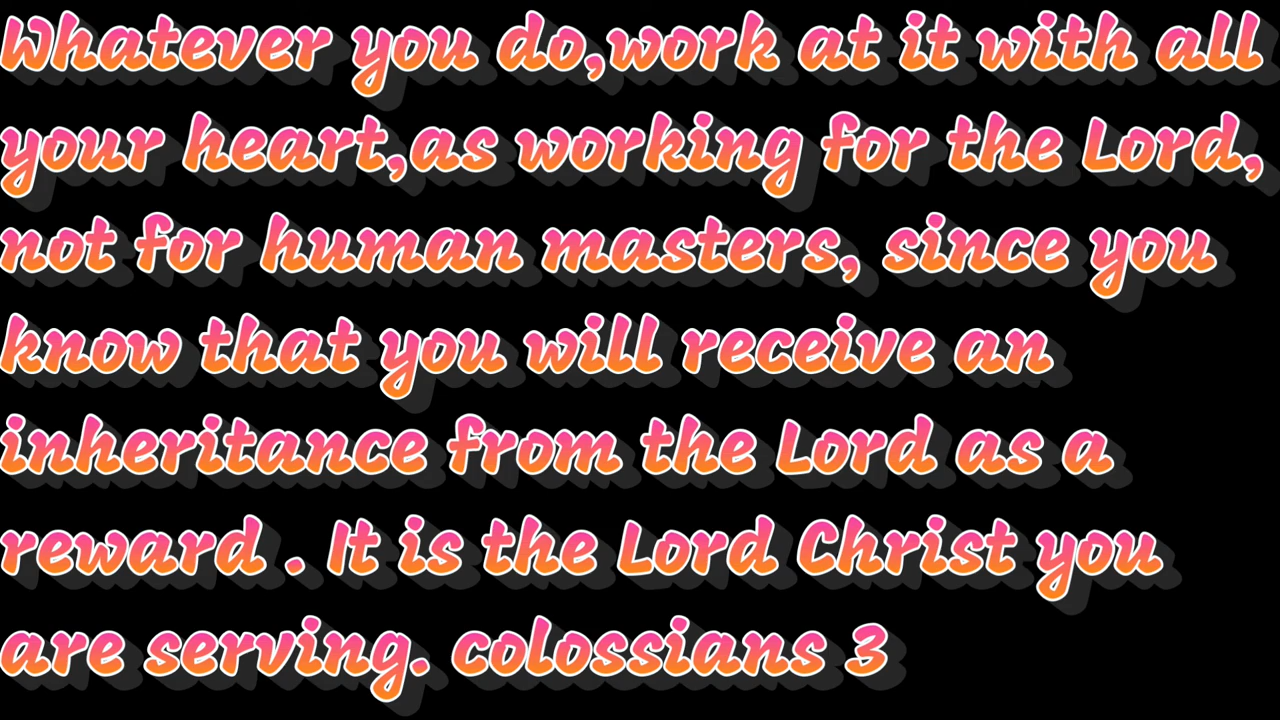 Whatever you do,work at it with all
your heart,as working for the Lord,
not for human masters, since you
know that you will receive an
inheritance from the Lord as a
reward . It is the Lord Christ you
are serving. colossians 3